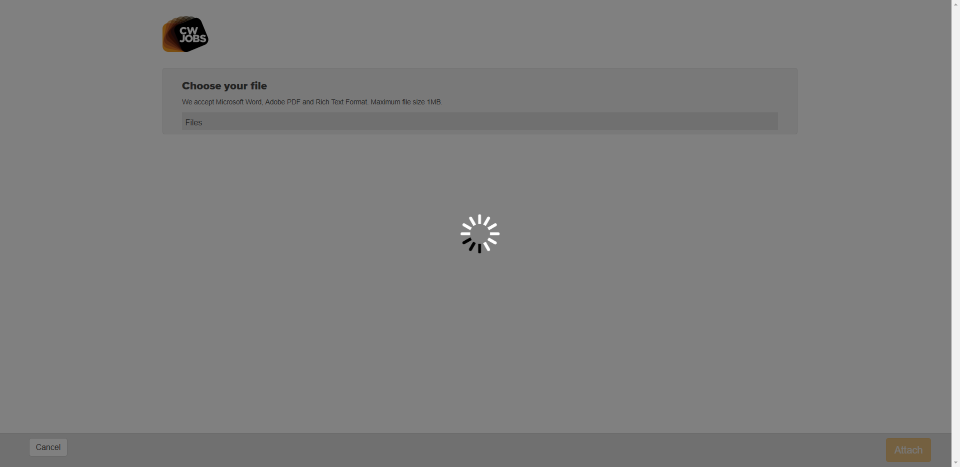 CW
JOBS
Choose your file
We accept Microsoft Word, Adobe PDF and Rich Text Format. Maximum file size 1MB
Files
Cancel
Attach